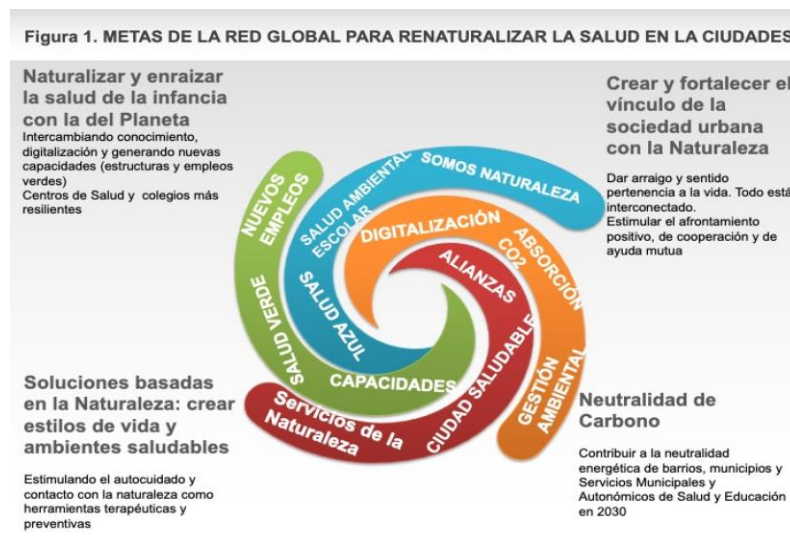 Figura 1. METAS DE LA RED GLOBAL PARA RENATURALIZAR LA SALUD EN LA CIUDADES
Naturalizar y enraizar
la salud de la infancia
con la del Planeta
Intercambiando conocimiento,
digitalización y generando nuevas
capacidades (estructuras y empleos
verdes)
Centros de Salud y colegios más
resilientes
Crear y fortalecer el
vínculo de la
sociedad urbana
con la Naturaleza
Dar arraigo y sentido
pertenencia a la vida. Todo está
interconectado.
Estimular el afrontamiento
positivo, de cooperación y de
ayuda mutua
NUEVOS
EMPLEOS
SALUD VERDE
CAPACIDADES
SALUD AMBIENTAL
ESCOLAR
SOMOS NATURALEZA
SALUD AZUL
DIGITALIZACIÓN
ABSORCIÓN
CO2
GESTIÓN
AMBIENTAL
ALIANZAS
CIUDAD SALUDABLE
Servicios de la
Naturaleza
Soluciones basadas
en la Naturaleza: crear
estilos de vida y
ambientes saludables
Estimulando el autocuidado y
contacto con la naturaleza como
herramientas terapéuticas y
preventivas
Neutralidad de
Carbono
Contribuir a la neutralidad
energética de barrios, municipios y
Servicios Municipales y
Autonómicos de Salud y Educación
en 2030